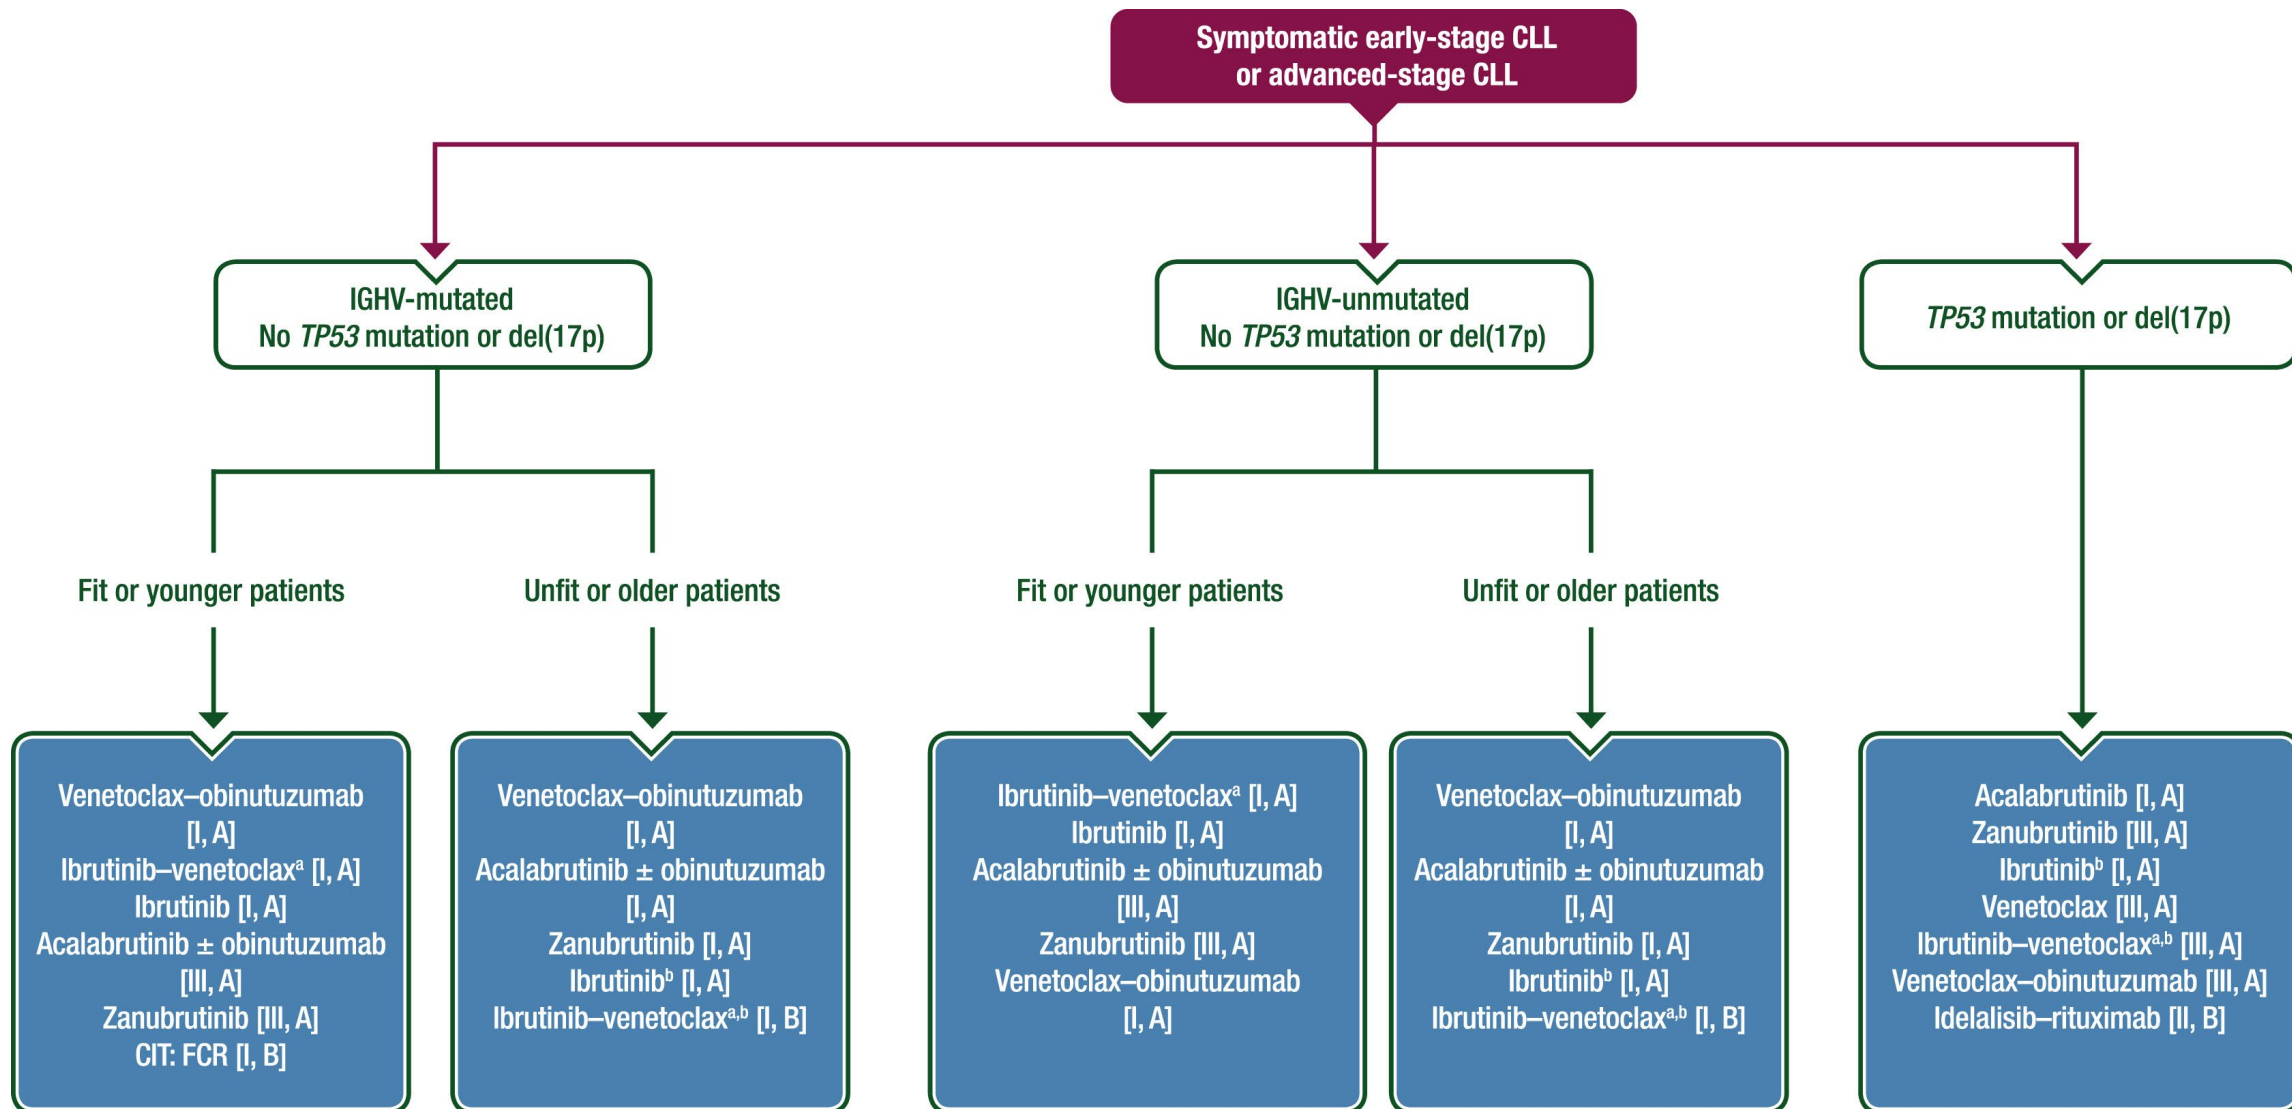 Symptomatic early-stage CLL
or advanced-stage CLL
IGHV-mutated
No TP53 mutation or del(17p)
IGHV-unmutated
No TP53 mutation or del(17p)
TP53 mutation or del(17p)
Fit or younger patients
Unfit or older patients
Fit or younger patients
Unfit or older patients
Venetoclax–obinutuzumab
[I, A]
Ibrutinib–venetoclaxᵃ [I, A]
Ibrutinib [I, A]
Acalabrutinib ± obinutuzumab
[III, A]
Zanubrutinib [III, A]
CIT: FCR [I, B]
Venetoclax–obinutuzumab
[I, A]
Acalabrutinib ± obinutuzumab
[I, A]
Zanubrutinib [I, A]
Ibrutinibᵇ [I, A]
Ibrutinib–venetoclaxᵃ,ᵇ [I, B]
Ibrutinib–venetoclaxᵃ [I, A]
Ibrutinib [I, A]
Acalabrutinib ± obinutuzumab
[III, A]
Zanubrutinib [III, A]
Venetoclax–obinutuzumab
[I, A]
Venetoclax–obinutuzumab
[I, A]
Acalabrutinib ± obinutuzumab
[I, A]
Zanubrutinib [I, A]
Ibrutinibᵇ [I, A]
Ibrutinib–venetoclaxᵃ,ᵇ [I, B]
Acalabrutinib [I, A]
Zanubrutinib [III, A]
Ibrutinibᵇ [I, A]
Venetoclax [III, A]
Ibrutinib–venetoclaxᵃ,ᵇ [III, A]
Venetoclax–obinutuzumab [III, A]
Idelalisib–rituximab [II, B]